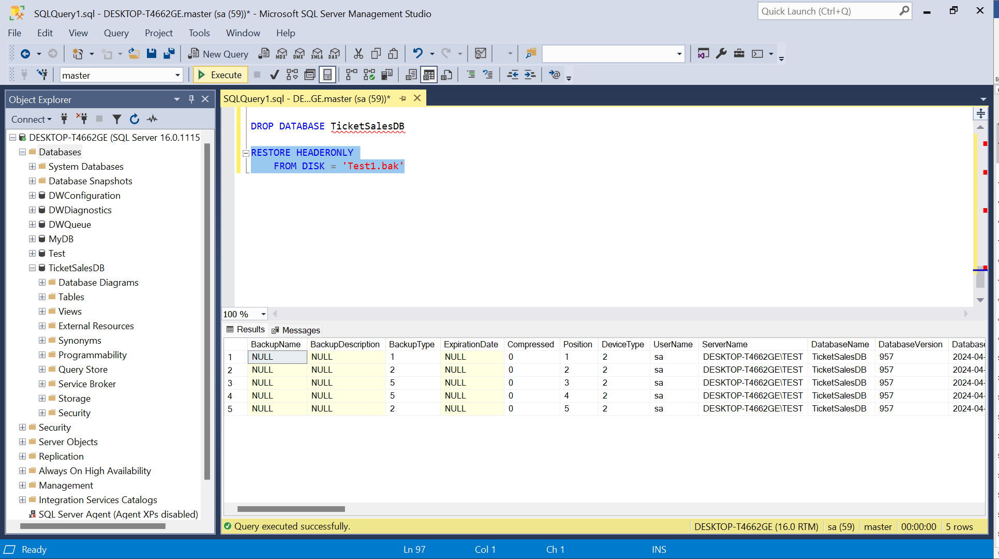 SQLQuery1.sql - DESKTOP-T4662GE.master (sa (59))* - Microsoft SQL Server Management Studio
Quick Launch (Ctrl+Q)
File Edit View Query Project Tools Window Help
New Query MDX DMX XMLA DAX
master Execute
Object Explorer
Connect
DESKTOP-T4662GE (SQL Server 16.0.1115
Databases
System Databases
Database Snapshots
DWConfiguration
DWDiagnostics
DWQueue
MyDB
Test
TicketSalesDB
Database Diagrams
Tables
Views
External Resources
Synonyms
Programmability
Query Store
Service Broker
Storage
Security
Security
Server Objects
Replication
Always On High Availability
Management
Integration Services Catalogs
SQL Server Agent (Agent XPs disabled)
SQLQuery1.sql - DE...GE.master (sa (59))*
DROP DATABASE TicketSalesDB
RESTORE HEADERONLY
FROM DISK = 'Test1.bak'
100 %
Results Messages
BackupName BackupDescription BackupType ExpirationDate Compressed Position DeviceType UserName ServerName DatabaseName DatabaseVersion Database
1 NULL NULL 1 NULL 0 1 2 sa DESKTOP-T4662GE\TEST TicketSalesDB 957 2024-04-
2 NULL NULL 2 NULL 0 2 2 sa DESKTOP-T4662GE\TEST TicketSalesDB 957 2024-04-
3 NULL NULL 5 NULL 0 3 2 sa DESKTOP-T4662GE\TEST TicketSalesDB 957 2024-04-
4 NULL NULL 5 NULL 0 4 2 sa DESKTOP-T4662GE\TEST TicketSalesDB 957 2024-04-
5 NULL NULL 2 NULL 0 5 2 sa DESKTOP-T4662GE\TEST TicketSalesDB 957 2024-04-
Query executed successfully. DESKTOP-T4662GE (16.0 RTM) sa (59) master 00:00:00 5 rows
Ready Ln 97 Col 1 Ch 1 INS